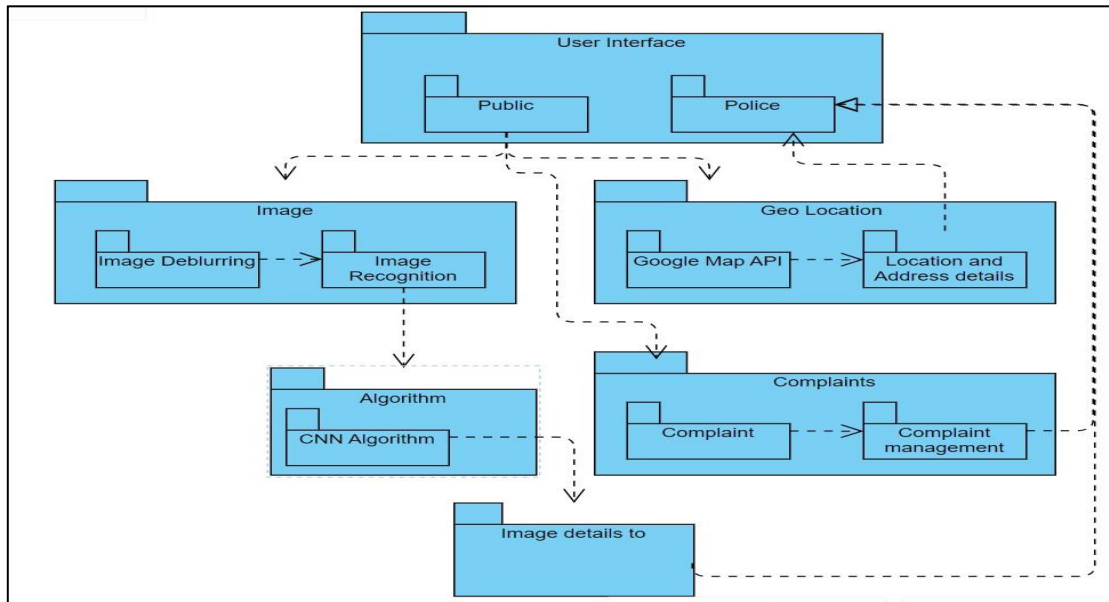 User Interface
Public
Police
Image
Image Deblurring
Image
Recognition
Geo Location
Google Map API
Location and
Address details
Algorithm
CNN Algorithm
Complaints
Complaint
Complaint
management
Image details to